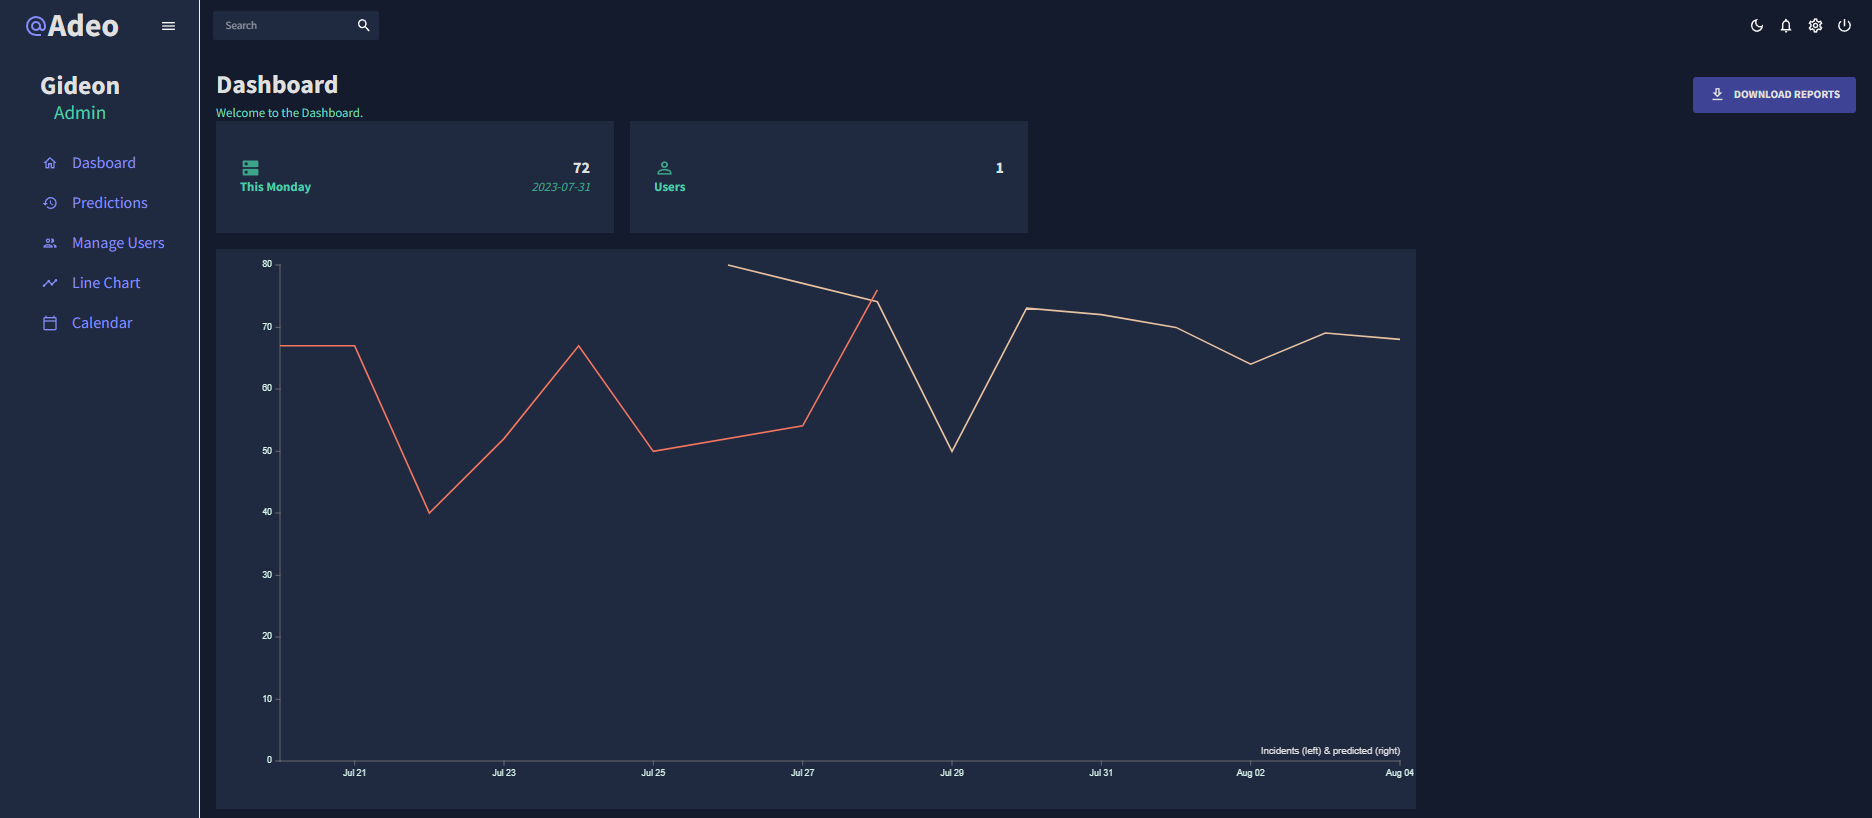 @Adeo
Search
Gideon
Admin
Dasboard
Predictions
Manage Users
Line Chart
Calendar
Dashboard
Welcome to the Dashboard.
DOWNLOAD REPORTS
72
This Monday
2023-07-31
1
Users
80
70
60
50
40
30
20
10
0
Incidents (left) & predicted (right)
Jul 21 Jul 23 Jul 25 Jul 27 Jul 29 Jul 31 Aug 02 Aug 04